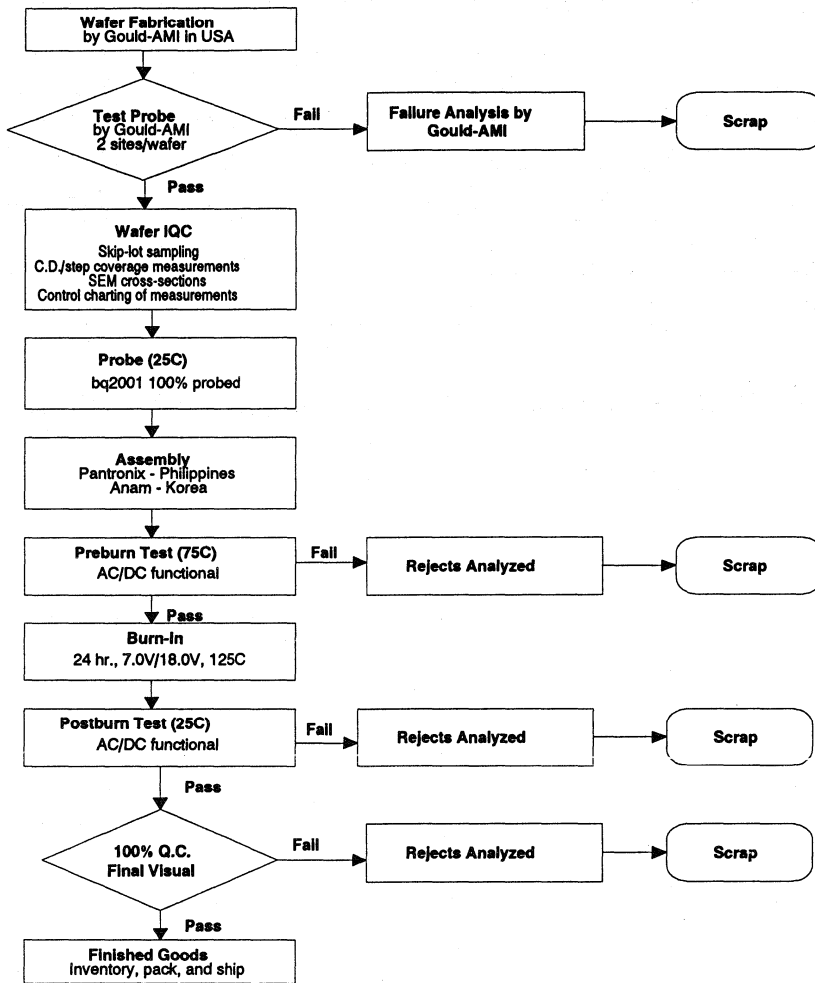 Wafer Fabrication
by Gould-AMI in USA
Test Probe
by Gould-AMI
2 sites/wafer
Fail
Failure Analysis by
Gould-AMI
Scrap
Pass
Wafer IQC
Skip-lot sampling
C.D./step coverage measurements
SEM cross-sections
Control charting of measurements
Probe (25C)
bq2001 100% probed
Assembly
Pantronix - Philippines
Anam - Korea
Preburn Test (75C)
AC/DC functional
Fail
Rejects Analyzed
Scrap
Pass
Burn-In
24 hr., 7.0V/18.0V, 125C
Postburn Test (25C)
AC/DC functional
Fail
Rejects Analyzed
Scrap
Pass
100% Q.C.
Final Visual
Fail
Rejects Analyzed
Scrap
Pass
Finished Goods
Inventory, pack, and ship